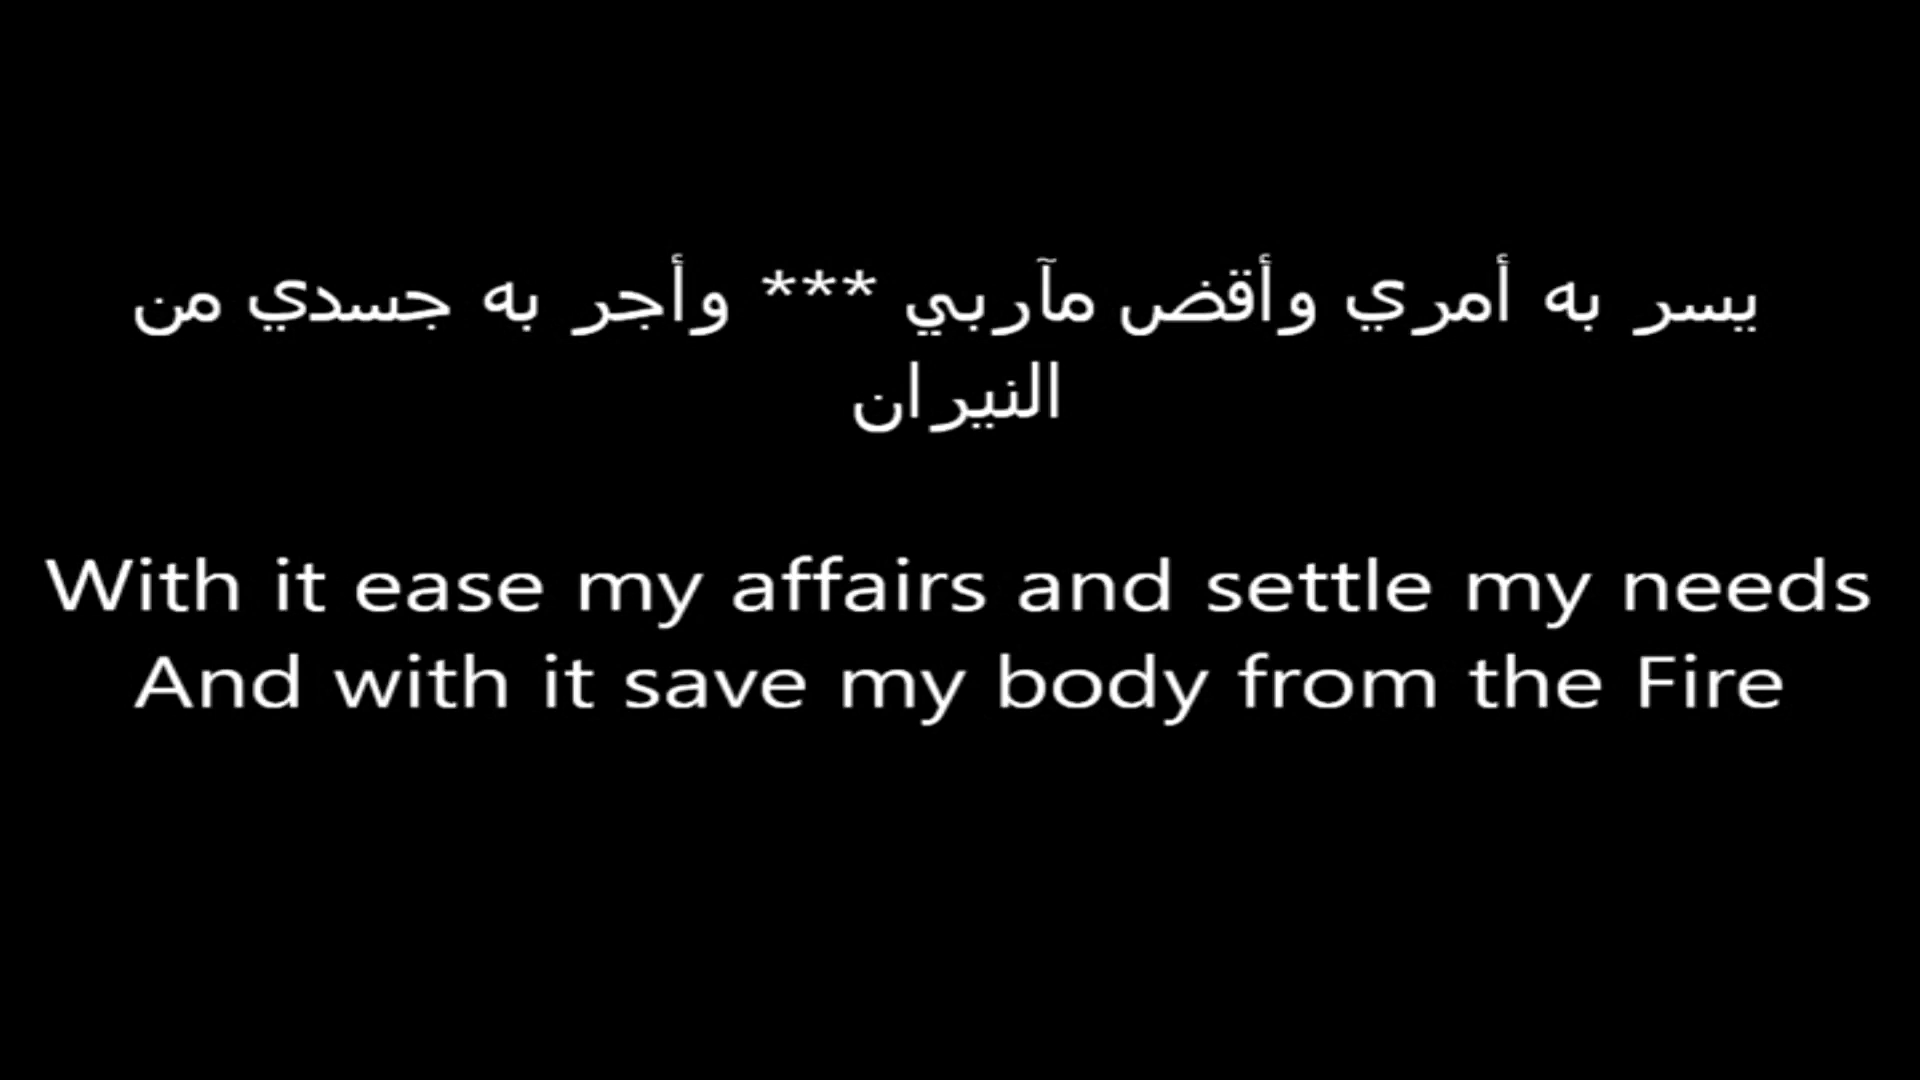 يسر به أمري وأقض مآربي *** وأجر به جسدي من
النيران
With it ease my affairs and settle my needs
And with it save my body from the Fire